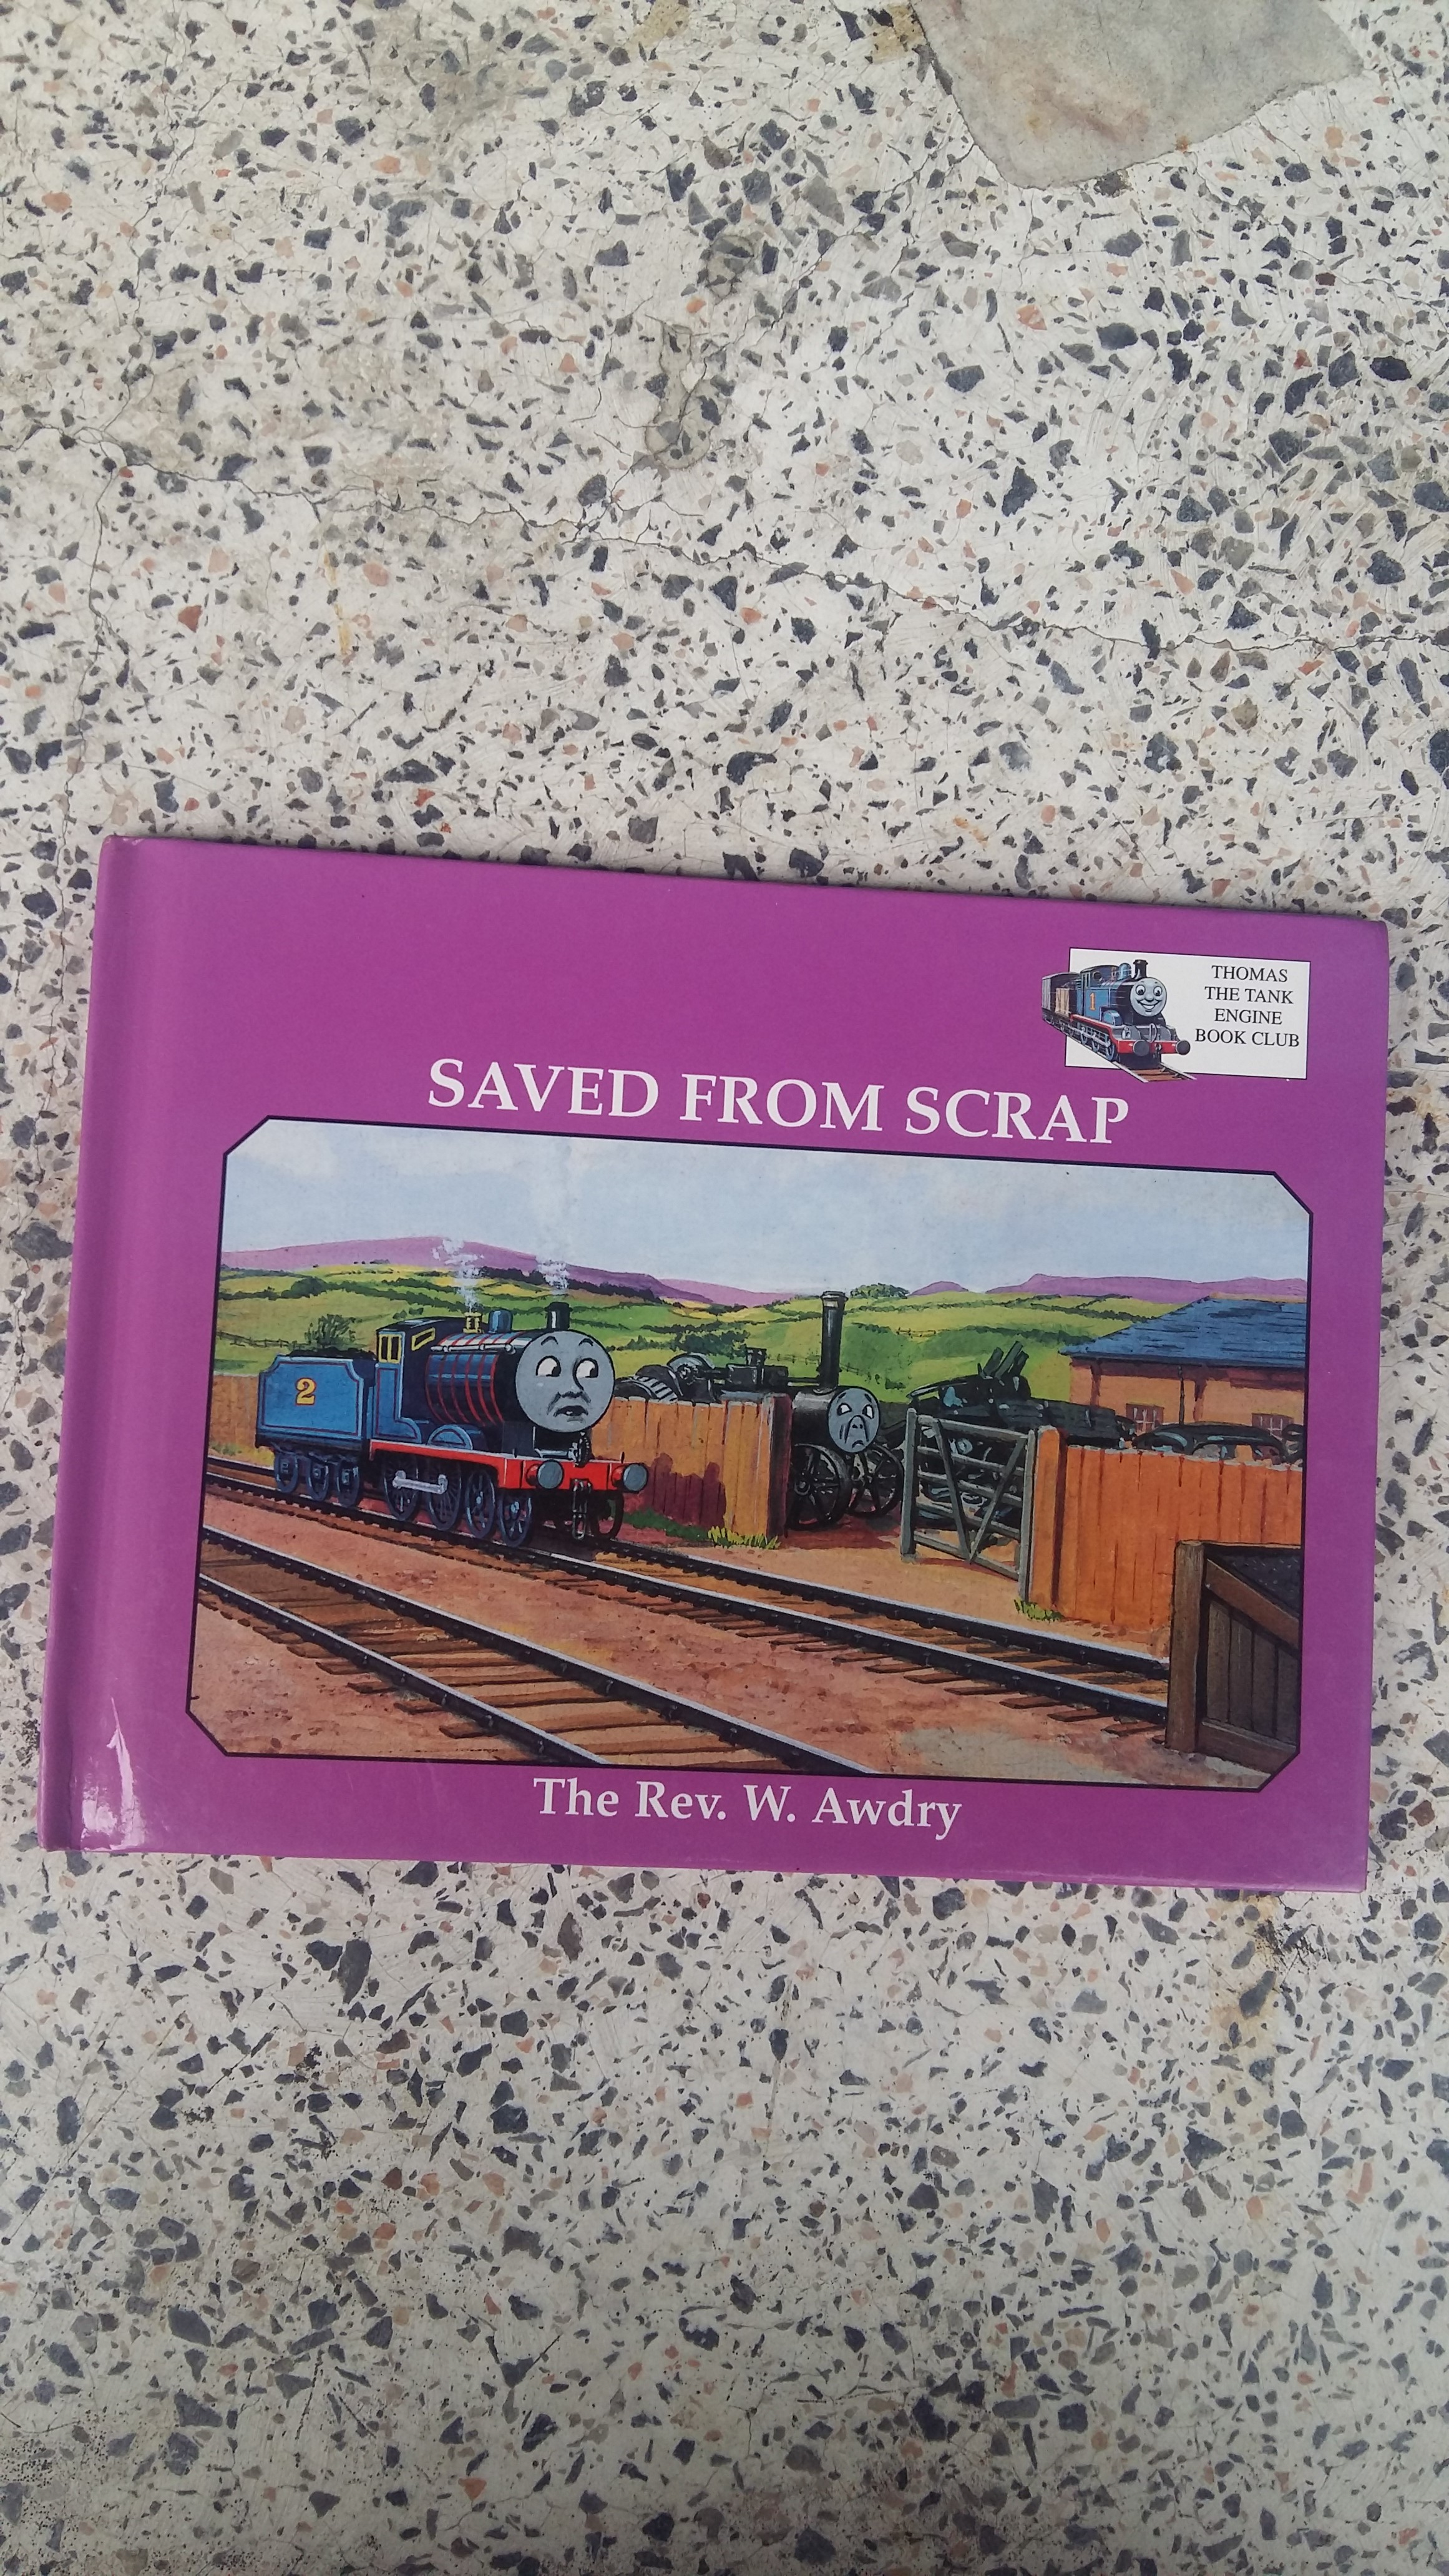 THOMAS
THE TANK
ENGINE
BOOK CLUB
SAVED FROM SCRAP
1
2
The Rev. W. Awdry